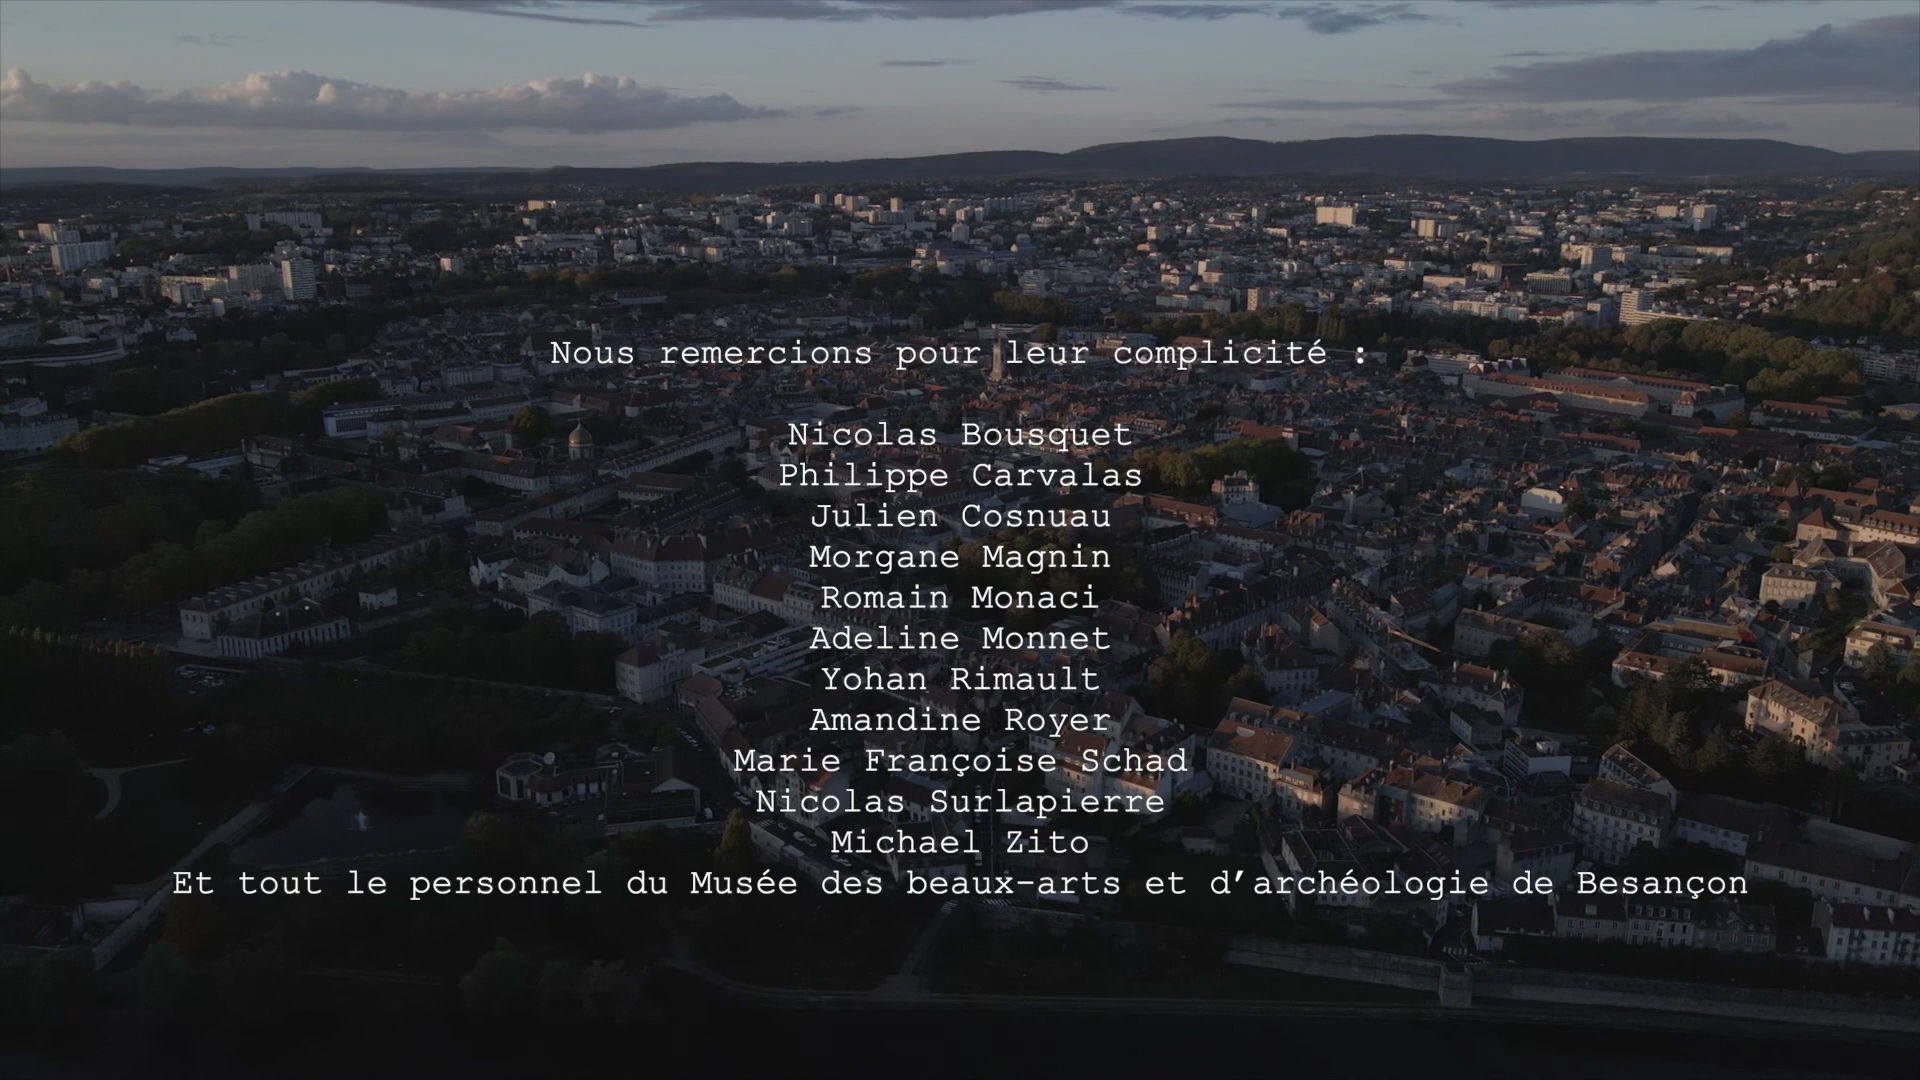 Nous remercions pour leur complicité :
Nicolas Bousquet
Philippe Carvalas
Julien Cosnuau
Morgane Magnin
Romain Monaci
Adeline Monnet
Yohan Rimault
Amandine Royer
Marie Françoise Schad
Nicolas Surlapierre
Michael Zito
Et tout le personnel du Musée des beaux-arts et d’archéologie de Besançon